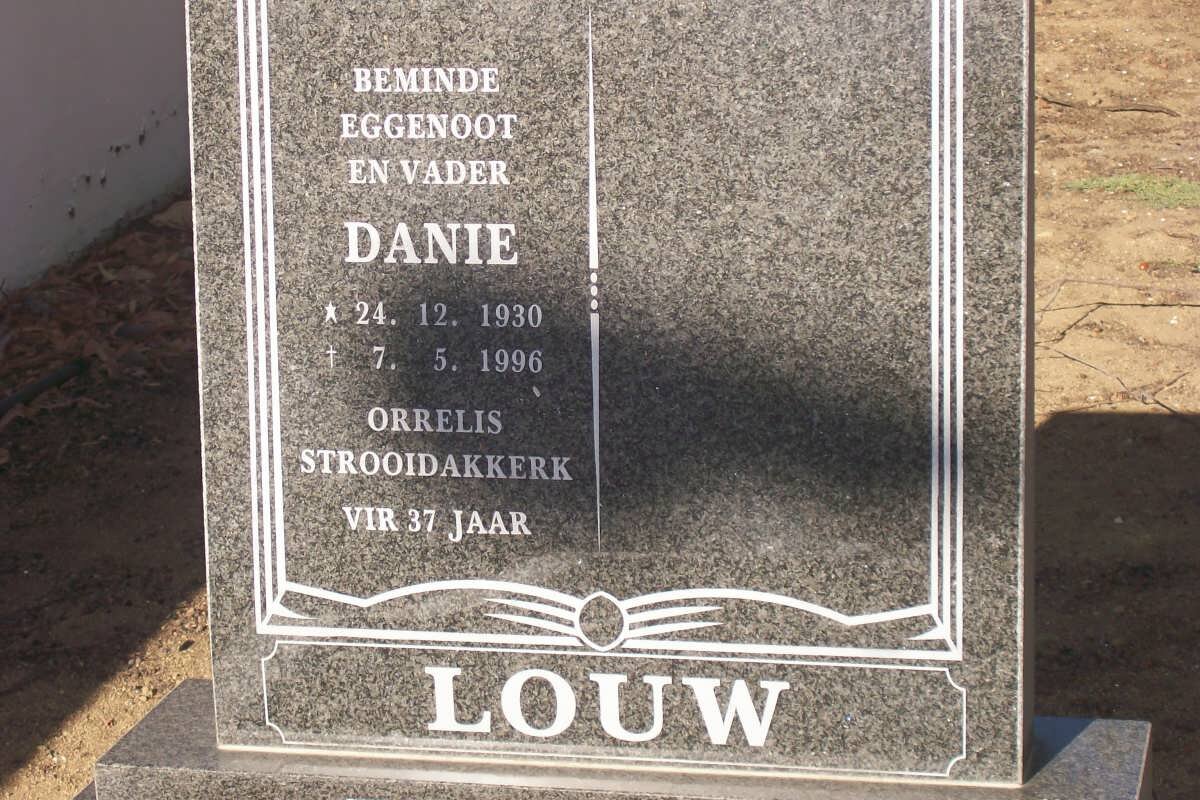 BEMINDE
EGGENOOT
EN VADER
DANIE
★ 24. 12. 1930
† 7. 5. 1996
ORRELIS
STROOIDAKKERK
VIR 37 JAAR
LOUW